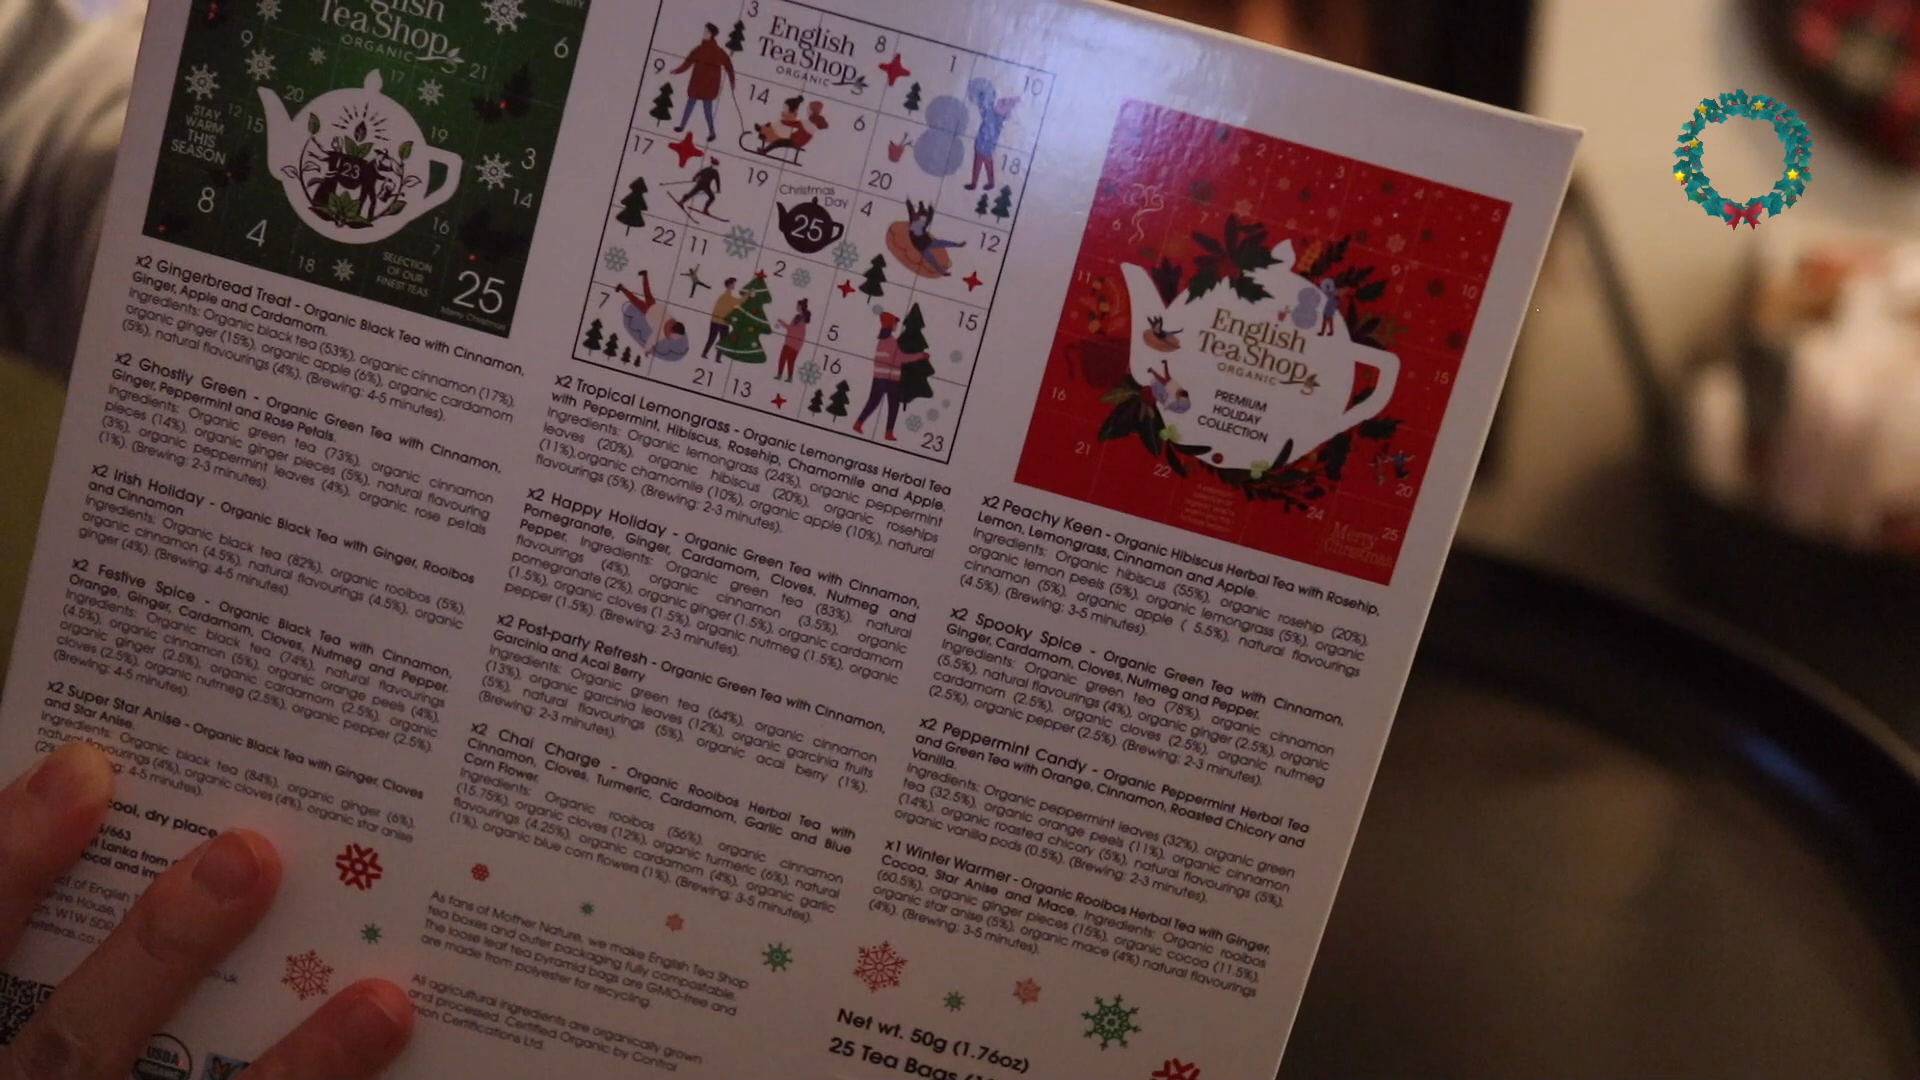 English
Tea Shop
ORGANIC
STAY
WARM
THIS
SEASON
SELECTION
OF OUR
FINEST TEAS
25
Merry Christmas
x2 Gingerbread Treat - Organic Black Tea with Cinnamon,
Ginger, Apple and Cardamom.
Ingredients: Organic black tea (53%), organic cinnamon (17%),
organic ginger (15%), organic apple (6%), organic cardamom
(5%), natural flavourings (4%). (Brewing: 4-5 minutes).
x2 Ghostly Green - Organic Green Tea with Cinnamon,
Ginger, Peppermint and Rose Petals.
Ingredients: Organic green tea (73%), organic cinnamon
pieces (14%), organic ginger pieces (5%), natural flavouring
(3%), organic peppermint leaves (4%), organic rose petals
(1%). (Brewing: 2-3 minutes).
x2 Irish Holiday - Organic Black Tea with Ginger, Rooibos
and Cinnamon
Ingredients: Organic black tea (82%), organic rooibos (5%),
organic cinnamon (4.5%), natural flavourings (4.5%), organic
ginger (4%). (Brewing: 4-5 minutes).
x2 Festive Spice - Organic Black Tea with Cinnamon,
Orange, Ginger, Cardamom, Cloves, Nutmeg and Pepper.
Ingredients: Organic black tea (74%), natural flavourings
(4.5%), organic cinnamon (5%), organic orange peels (4%),
organic ginger (2.5%), organic cardamom (2.5%), organic
cloves (2.5%), organic nutmeg (2.5%), organic pepper (2.5%).
(Brewing: 4-5 minutes).
x2 Super Star Anise - Organic Black Tea with Ginger, Cloves
and Star Anise.
Ingredients: Organic black tea (84%), organic ginger (6%),
natural flavourings (4%), organic cloves (4%), organic star anise
(2%
4-5 minutes).
cool, dry place
/663
Lanka from
ocal and im
of English
House,
W1W 5DR
USDA
English
Tea Shop
ORGANIC
Christmas
Day
25
x2 Tropical Lemongrass - Organic Lemongrass Herbal Tea
with Peppermint, Hibiscus, Rosehip, Chamomile and Apple.
Ingredients: Organic lemongrass (24%), organic peppermint
leaves (20%), organic hibiscus (20%), organic rosehips
(11%),organic chamomile (10%), organic apple (10%), natural
flavourings (5%). (Brewing: 2-3 minutes).
x2 Happy Holiday - Organic Green Tea with Cinnamon,
Pomegranate, Ginger, Cardamom, Cloves, Nutmeg and
Pepper. Ingredients: Organic green tea (83%), natural
flavourings (4%), organic cinnamon (3.5%), organic
pomegranate (2%), organic ginger (1.5%), organic cardamom
(1.5%), organic cloves (1.5%), organic nutmeg (1.5%), organic
pepper (1.5%). (Brewing: 2-3 minutes).
x2 Post-party Refresh - Organic Green Tea with Cinnamon,
Garcinia and Acai Berry
Ingredients: Organic green tea (64%), organic cinnamon
(13%), organic garcinia leaves (12%), organic garcinia fruits
(5%), natural flavourings (5%), organic acai berry (1%).
(Brewing: 2-3 minutes).
x2 Chai Charge - Organic Rooibos Herbal Tea with
Cinnamon, Cloves, Turmeric, Cardamom, Garlic and Blue
Corn Flower.
Ingredients: Organic rooibos (56%), organic cinnamon
(15.75%), organic cloves (12%), organic turmeric (6%), natural
flavourings (4.25%), organic cardamom (4%), organic garlic
(1%), organic blue corn flowers (1%). (Brewing: 3-5 minutes).
As fans of Mother Nature, we make English Tea Shop
tea boxes and outer packaging fully compostable.
The loose leaf tea pyramid bags are GMO-free and
are made from polyester for recycling.
All agricultural ingredients are organically grown
and processed. Certified Organic by Control
Union Certifications Ltd.
English
Tea Shop
ORGANIC
PREMIUM
HOLIDAY
COLLECTION
Merry
Christmas
x2 Peachy Keen - Organic Hibiscus Herbal Tea with Rosehip,
Lemon, Lemongrass, Cinnamon and Apple.
Ingredients: Organic hibiscus (55%), organic rosehip (20%),
organic lemon peels (5%), organic lemongrass (5%), organic
cinnamon (5%), organic apple ( 5.5%), natural flavourings
(4.5%). (Brewing: 3-5 minutes).
x2 Spooky Spice - Organic Green Tea with Cinnamon,
Ginger, Cardamom, Cloves, Nutmeg and Pepper.
Ingredients: Organic green tea (78%), organic cinnamon
(5.5%), natural flavourings (4%), organic ginger (2.5%), organic
cardamom (2.5%), organic cloves (2.5%), organic nutmeg
(2.5%), organic pepper (2.5%). (Brewing: 2-3 minutes).
x2 Peppermint Candy - Organic Peppermint Herbal Tea
and Green Tea with Orange, Cinnamon, Roasted Chicory and
Vanilla.
Ingredients: Organic peppermint leaves (32%), organic green
tea (32.5%), organic orange peels (11%), organic cinnamon
(14%), organic roasted chicory (5%), natural flavourings (5%),
organic vanilla pods (0.5%). (Brewing: 2-3 minutes).
x1 Winter Warmer - Organic Rooibos Herbal Tea with Ginger,
Cocoa, Star Anise and Mace. Ingredients: Organic rooibos
(60.5%), organic ginger pieces (15%), organic cocoa (11.5%),
organic star anise (5%), organic mace (4%) natural flavourings
(4%). (Brewing: 3-5 minutes).
Net wt. 50g (1.76oz)
25 Tea Bags